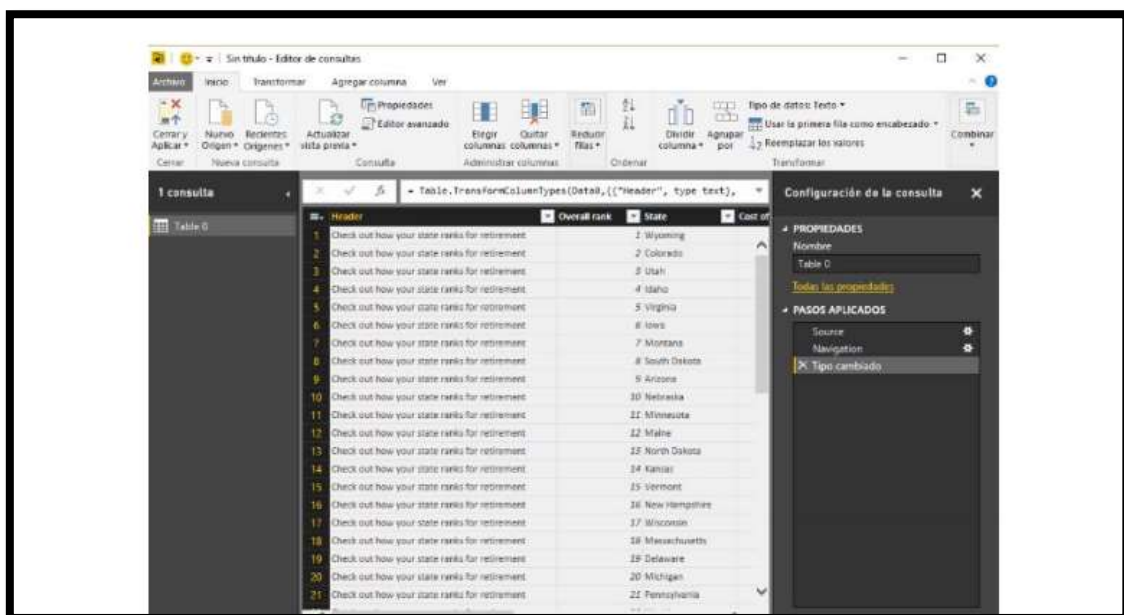 Sin título - Editor de consultas
Archivo Inicio Transformar Agregar columna Ver
Cerrar y Aplicar
Nuevo Origen
Recientes Orígenes
Actualizar vista previa
Propiedades
Editor avanzado
Elegir columnas
Quitar columnas
Reducir filas
Dividir columna
Agrupar por
Tipo de datos: Texto
Usar la primera fila como encabezado
Reemplazar los valores
Combinar
Cerrar Nueva consulta Consulta Administrar columnas Ordenar Transformar
1 consulta
Table 0
= Table.TransformColumnTypes(Data0,{{"Header", type text},
Header Overall rank State Cost of
1 Check out how your state ranks for retirement 1 Wyoming
2 Check out how your state ranks for retirement 2 Colorado
3 Check out how your state ranks for retirement 3 Utah
4 Check out how your state ranks for retirement 4 Idaho
5 Check out how your state ranks for retirement 5 Virginia
6 Check out how your state ranks for retirement 6 Iowa
7 Check out how your state ranks for retirement 7 Montana
8 Check out how your state ranks for retirement 8 South Dakota
9 Check out how your state ranks for retirement 9 Arizona
10 Check out how your state ranks for retirement 10 Nebraska
11 Check out how your state ranks for retirement 11 Minnesota
12 Check out how your state ranks for retirement 12 Maine
13 Check out how your state ranks for retirement 13 North Dakota
14 Check out how your state ranks for retirement 14 Kansas
15 Check out how your state ranks for retirement 15 Vermont
16 Check out how your state ranks for retirement 16 New Hampshire
17 Check out how your state ranks for retirement 17 Wisconsin
18 Check out how your state ranks for retirement 18 Massachusetts
19 Check out how your state ranks for retirement 19 Delaware
20 Check out how your state ranks for retirement 20 Michigan
21 Check out how your state ranks for retirement 21 Pennsylvania
Configuración de la consulta
PROPIEDADES
Nombre
Table 0
Todas las propiedades
PASOS APLICADOS
Source
Navigation
Tipo cambiado